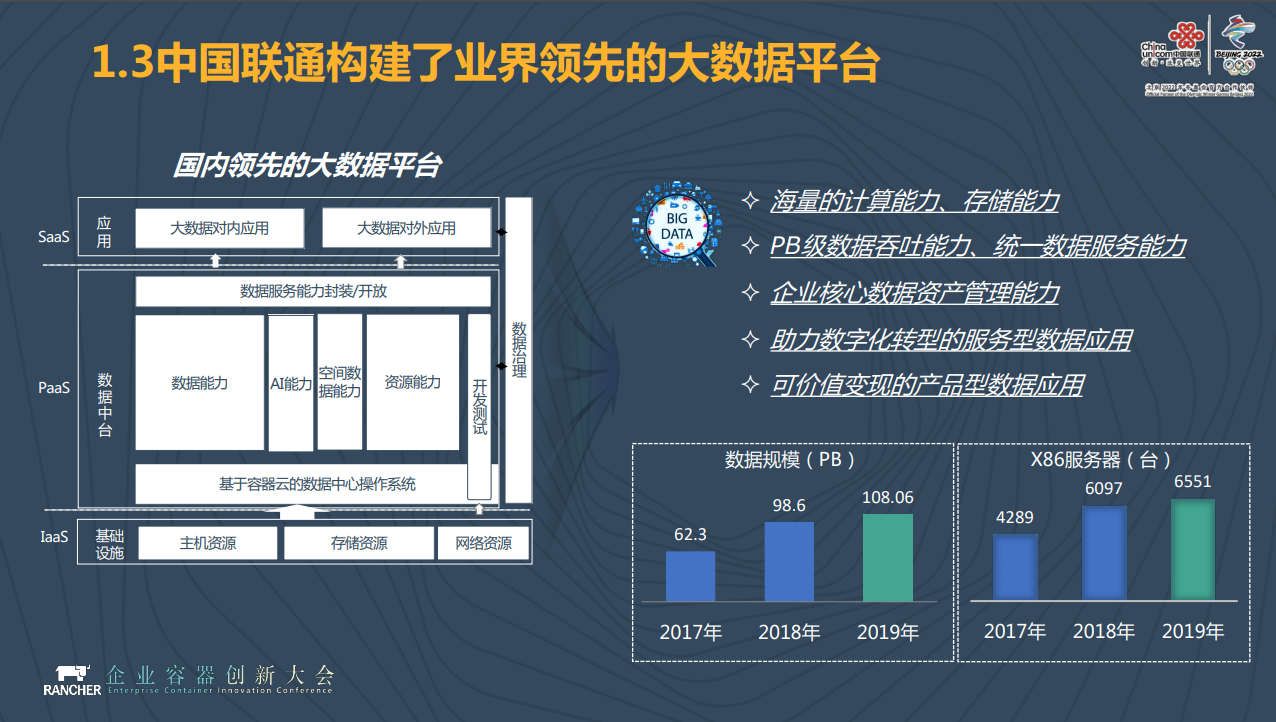 1.3中国联通构建了业界领先的大数据平台
China
unicom中国联通
创新·改变世界
BEIJING 2022
国内领先的大数据平台
SaaS
应用
大数据对内应用
大数据对外应用
数据服务能力封装/开放
PaaS
数据中台
数据能力
AI能力
空间数
据能力
资源能力
开发测试
数据治理
基于容器云的数据中心操作系统
IaaS
基础
设施
主机资源
存储资源
网络资源
BIG
DATA
✧ 海量的计算能力、存储能力
✧ PB级数据吞吐能力、统一数据服务能力
✧ 企业核心数据资产管理能力
✧ 助力数字化转型的服务型数据应用
✧ 可价值变现的产品型数据应用
数据规模（PB）
62.3
98.6
108.06
2017年
2018年
2019年
X86服务器（台）
4289
6097
6551
2017年
2018年
2019年
RANCHER
企业容器创新大会
Enterprise Container Innovation Conference